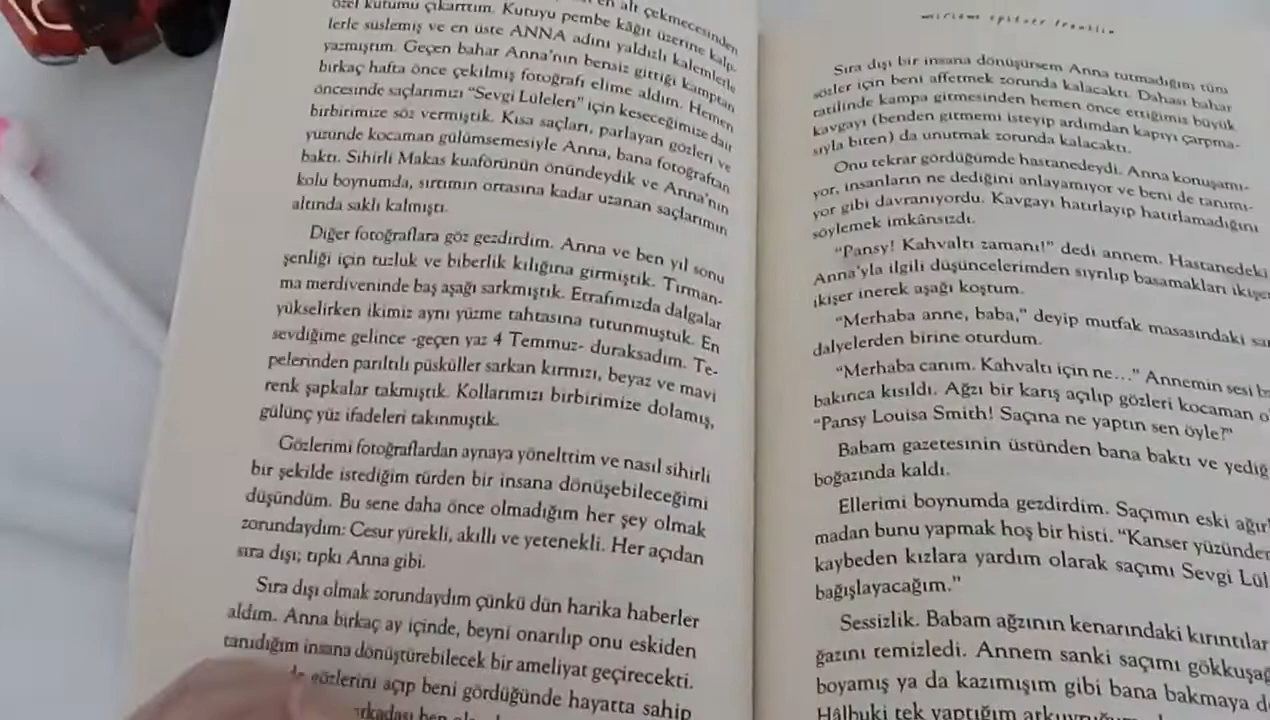 en alt çekmecesinden
özel kutumu çıkarttım. Kutuyu pembe kâğıt üzerine kalp-
lerle süslemiş ve en üste ANNA adını yaldızlı kalemlerle
yazmıştım. Geçen bahar Anna’nın bensiz gittiği kamptan
birkaç hafta önce çekilmiş fotoğrafı elime aldım. Hemen
öncesinde saçlarımızı “Sevgi Lüleleri” için keseceğimize dair
birbirimize söz vermiştik. Kısa saçları, parlayan gözleri ve
yüzünde kocaman gülümsemesiyle Anna, bana fotoğraftan
baktı. Sihirli Makas kuaförünün önündeydik ve Anna’nın
kolu boynumda, sırtımın ortasına kadar uzanan saçlarımın
altında saklı kalmıştı.
Diğer fotoğraflara göz gezdirdim. Anna ve ben yıl sonu
şenliği için tuzluk ve biberlik kılığına girmiştik. Tırman-
ma merdiveninde baş aşağı sarkmıştık. Etrafımızda dalgalar
yükselirken ikimiz aynı yüzme tahtasına tutunmuştuk. En
sevdiğime gelince -geçen yaz 4 Temmuz- duraksadım. Te-
pelerinden parıltılı püsküller sarkan kırmızı, beyaz ve mavi
renk şapkalar takmıştık. Kollarımızı birbirimize dolamış,
gülünç yüz ifadeleri takınmıştık.
Gözlerimi fotoğraflardan aynaya yönelttim ve nasıl sihirli
bir şekilde istediğim türden bir insana dönüşebileceğimi
düşündüm. Bu sene daha önce olmadığım her şey olmak
zorundaydım: Cesur yürekli, akıllı ve yetenekli. Her açıdan
sıra dışı; tıpkı Anna gibi.
Sıra dışı olmak zorundaydım çünkü dün harika haberler
aldım. Anna birkaç ay içinde, beyni onarılıp onu eskiden
tanıdığım insana dönüştürebilecek bir ameliyat geçirecekti.
gözlerini açıp beni gördüğünde hayatta sahip
ben
miriam spitzer franklin
Sıra dışı bir insana dönüşürsem Anna tutmadığım tüm
sözler için beni affetmek zorunda kalacaktı. Dahası bahar
tatilinde kampa gitmesinden hemen önce ettiğimiz büyük
kavgayı (benden gitmemi isteyip ardımdan kapıyı çarpma-
sıyla biten) da unutmak zorunda kalacaktı.
Onu tekrar gördüğümde hastanedeydi. Anna konuşamı-
yor, insanların ne dediğini anlayamıyor ve beni de tanımı-
yor gibi davranıyordu. Kavgayı hatırlayıp hatırlamadığını
söylemek imkânsızdı.
“Pansy! Kahvaltı zamanı!” dedi annem. Hastanedeki
Anna’yla ilgili düşüncelerimden sıyrılıp basamakları ikişer
ikişer inerek aşağı koştum.
“Merhaba anne, baba,” deyip mutfak masasındaki san
dalyelerden birine oturdum.
“Merhaba canım. Kahvaltı için ne…” Annemin sesi
bakınca kısıldı. Ağzı bir karış açılıp gözleri kocaman
“Pansy Louisa Smith! Saçına ne yaptın sen öyle?”
Babam gazetesinin üstünden bana baktı ve
boğazında kaldı.
Ellerimi boynumda gezdirdim. Saçımın eski
madan bunu yapmak hoş bir histi. “Kanser yüzünden
kaybeden kızlara yardım olarak saçımı Sevgi
bağışlayacağım.”
Sessizlik. Babam ağzının kenarındaki kırıntılar
ğazını temizledi. Annem sanki saçımı
boyamış ya da kazımışım gibi bana bakmaya
Hâlbuki tek yaptığım